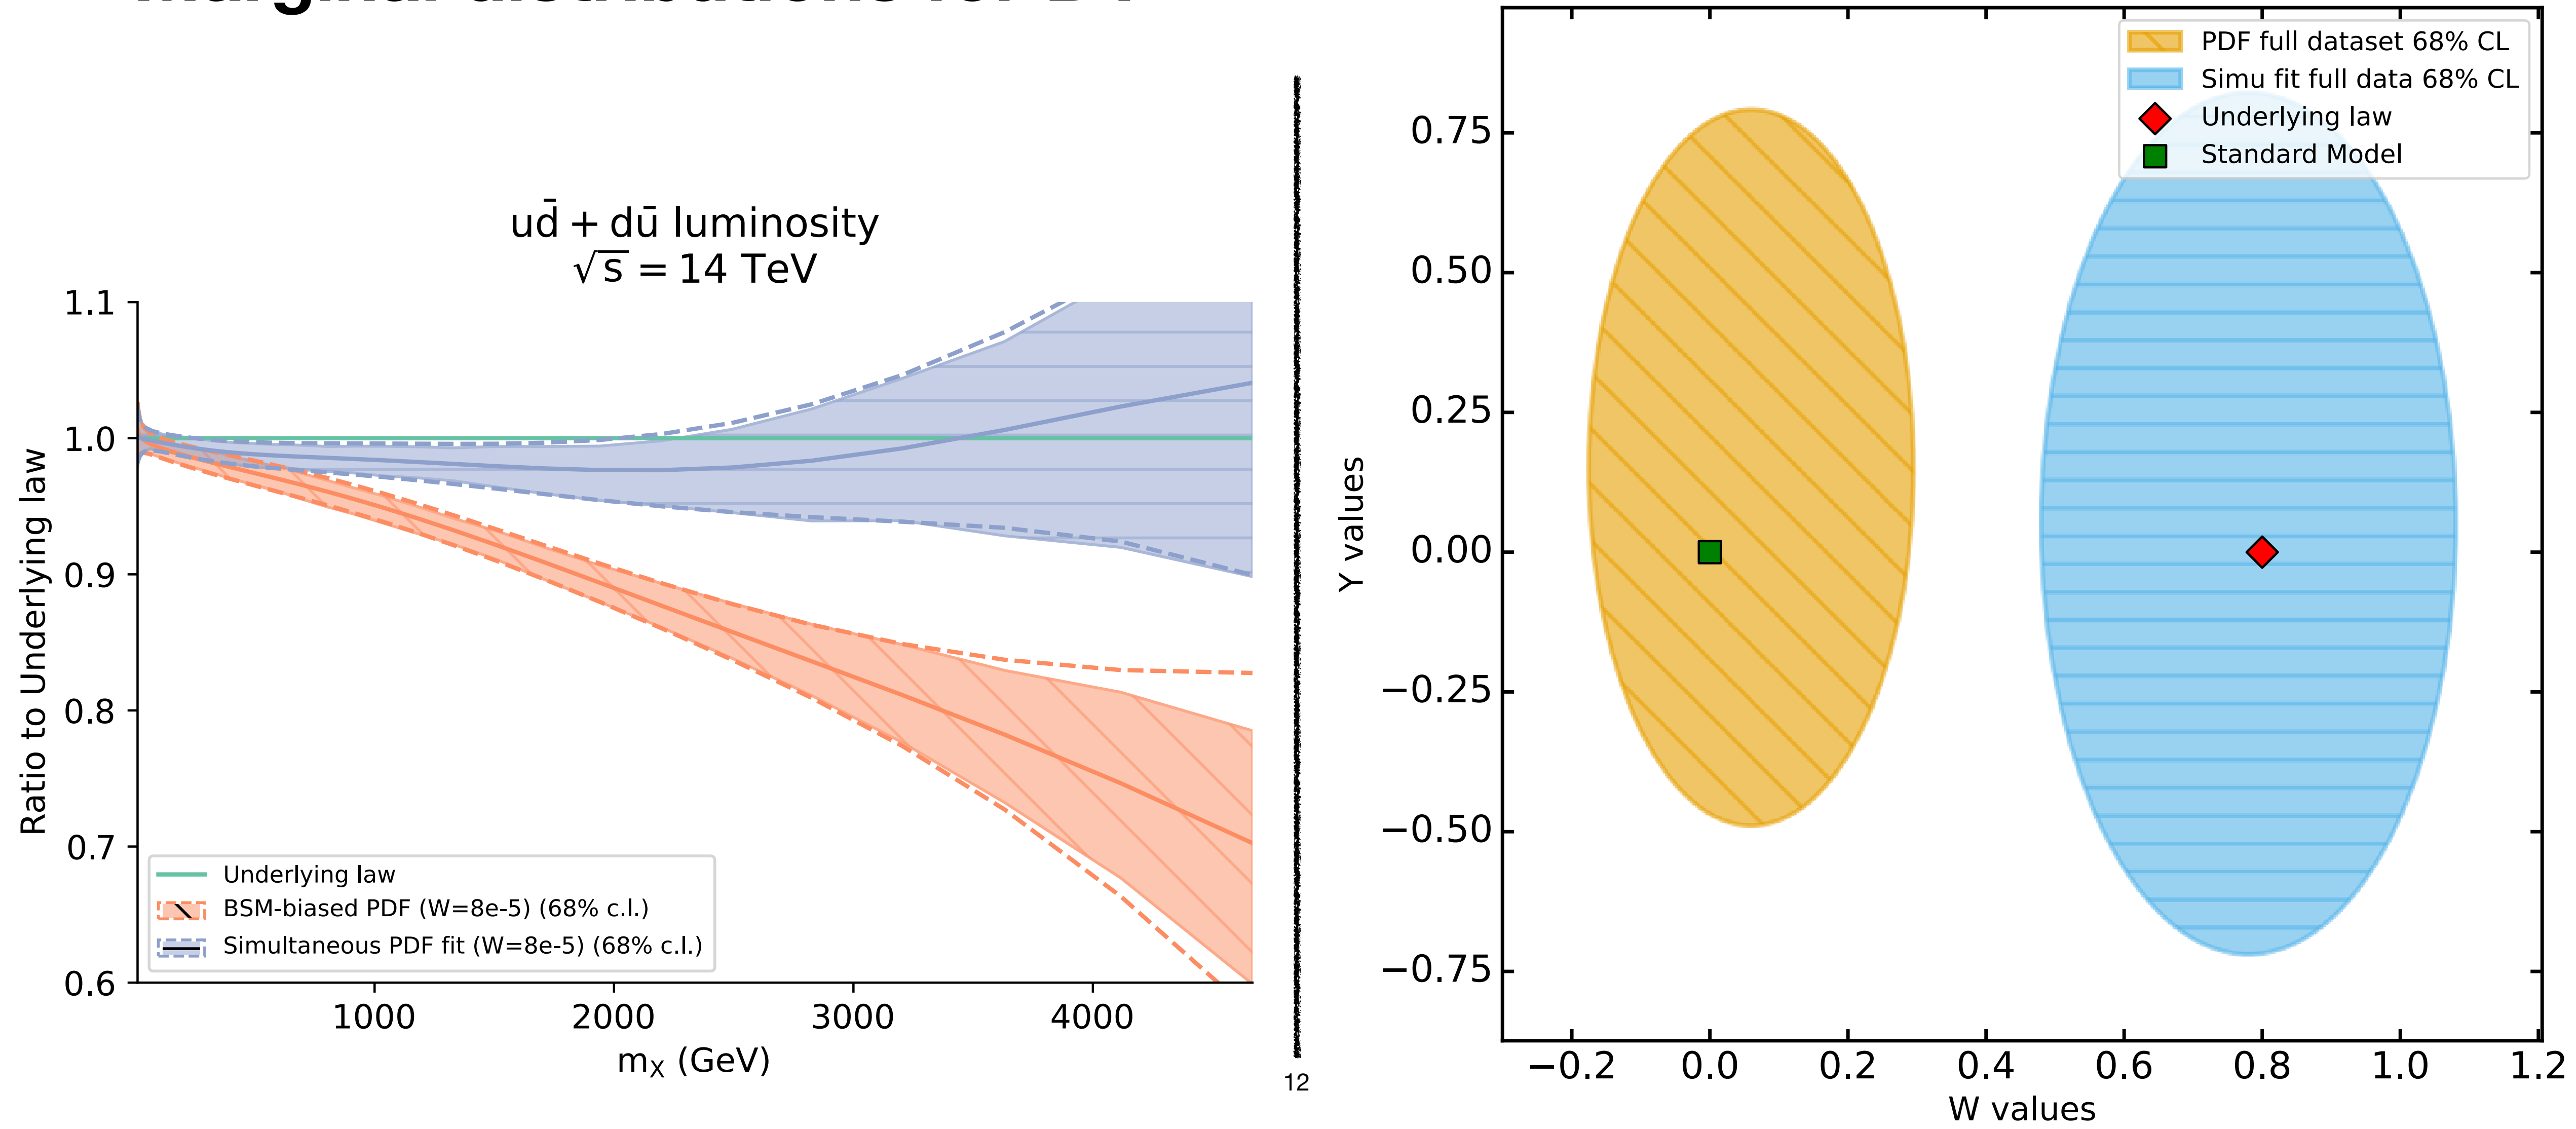 ud̄ + dū luminosity
√s = 14 TeV
1.1
1.0
0.9
0.8
0.7
0.6
Ratio to Underlying law
Underlying law
BSM-biased PDF (W=8e-5) (68% c.l.)
Simultaneous PDF fit (W=8e-5) (68% c.l.)
1000 2000 3000 4000
mX (GeV)
12
PDF full dataset 68% CL
Simu fit full data 68% CL
Underlying law
Standard Model
0.75
0.50
0.25
0.00
−0.25
−0.50
−0.75
Y values
−0.2 0.0 0.2 0.4 0.6 0.8 1.0 1.2
W values